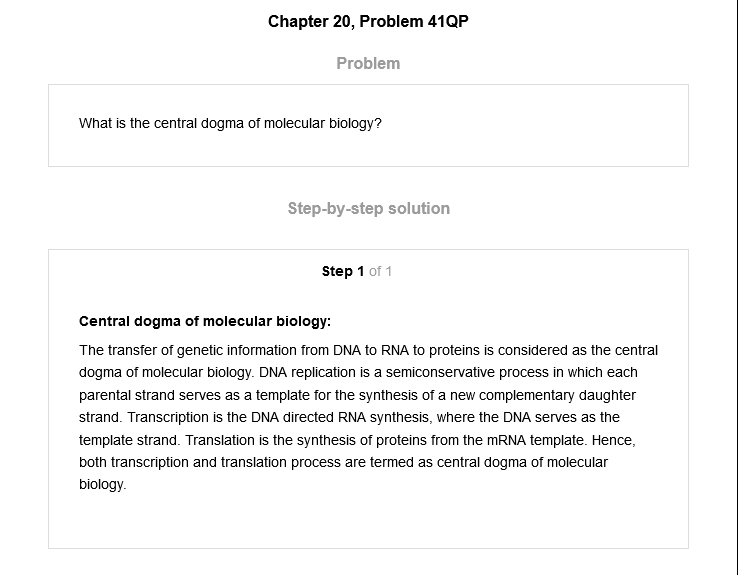 Chapter 20, Problem 41QP
Problem
What is the central dogma of molecular biology?
Step-by-step solution
Step 1 of 1
Central dogma of molecular biology:
The transfer of genetic information from DNA to RNA to proteins is considered as the central
dogma of molecular biology. DNA replication is a semiconservative process in which each
parental strand serves as a template for the synthesis of a new complementary daughter
strand. Transcription is the DNA directed RNA synthesis, where the DNA serves as the
template strand. Translation is the synthesis of proteins from the mRNA template. Hence,
both transcription and translation process are termed as central dogma of molecular
biology.